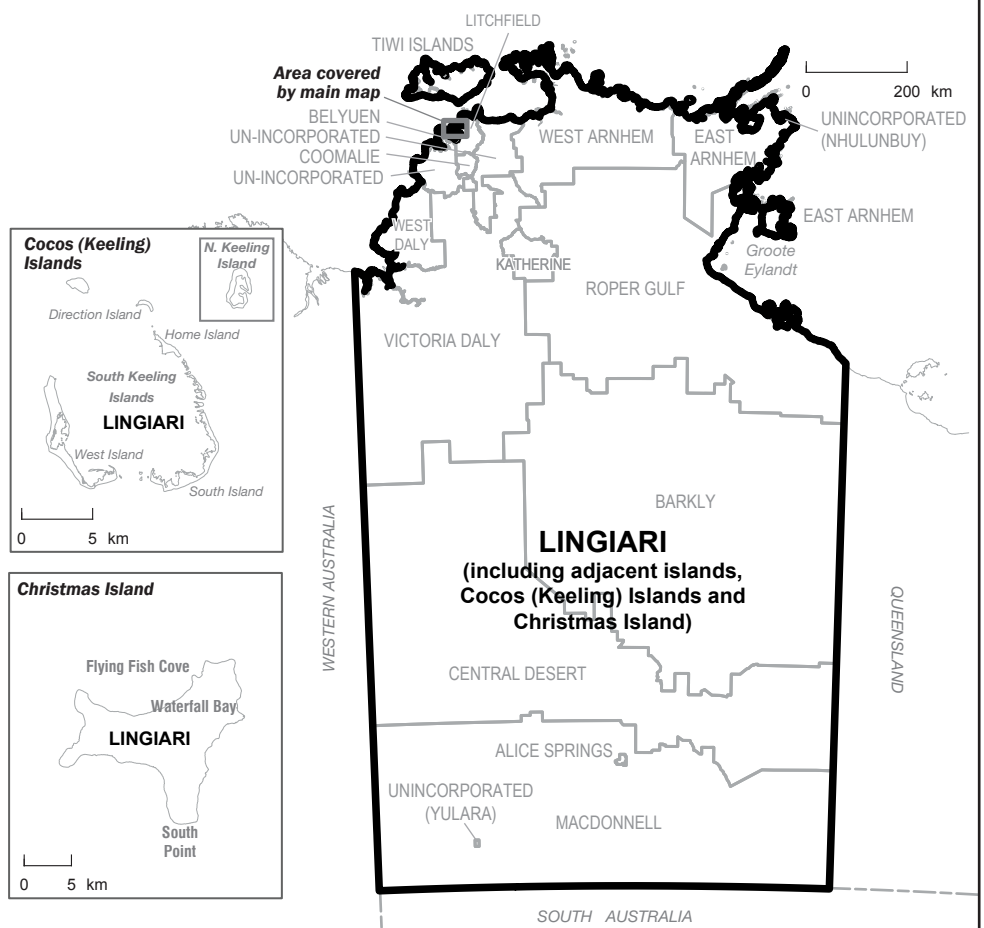 LITCHFIELD
TIWI ISLANDS
Area covered
by main map
BELYUEN
UN-INCORPORATED
COOMALIE
UN-INCORPORATED
WEST ARNHEM
EAST
ARNHEM
0 200 km
UNINCORPORATED
(NHULUNBUY)
EAST ARNHEM
Groote
Eylandt
WEST
DALY
KATHERINE
ROPER GULF
VICTORIA DALY
BARKLY
LINGIARI
(including adjacent islands,
Cocos (Keeling) Islands and
Christmas Island)
CENTRAL DESERT
ALICE SPRINGS
UNINCORPORATED
(YULARA)
MACDONNELL
WESTERN AUSTRALIA
QUEENSLAND
SOUTH AUSTRALIA
Cocos (Keeling)
Islands
N. Keeling
Island
Direction Island
Home Island
South Keeling
Islands
LINGIARI
West Island
South Island
0 5 km
Christmas Island
Flying Fish Cove
Waterfall Bay
LINGIARI
South
Point
0 5 km